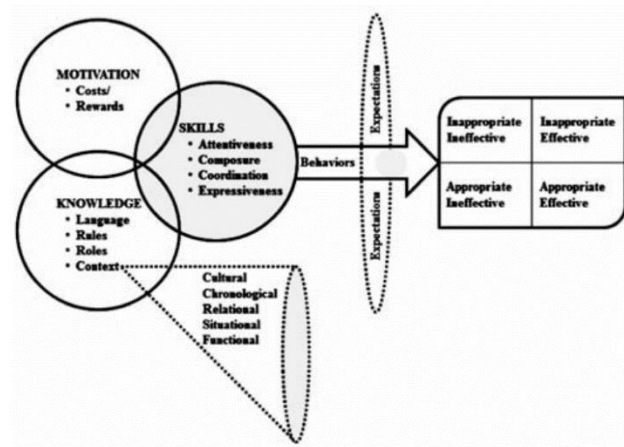 MOTIVATION
• Costs/
• Rewards
SKILLS
• Attentiveness
• Composure
• Coordination
• Expressiveness
KNOWLEDGE
• Language
• Rules
• Roles
• Context
Cultural
Chronological
Relational
Situational
Functional
Behaviors
Expectations
Expectations
Inappropriate
Ineffective
Inappropriate
Effective
Appropriate
Ineffective
Appropriate
Effective